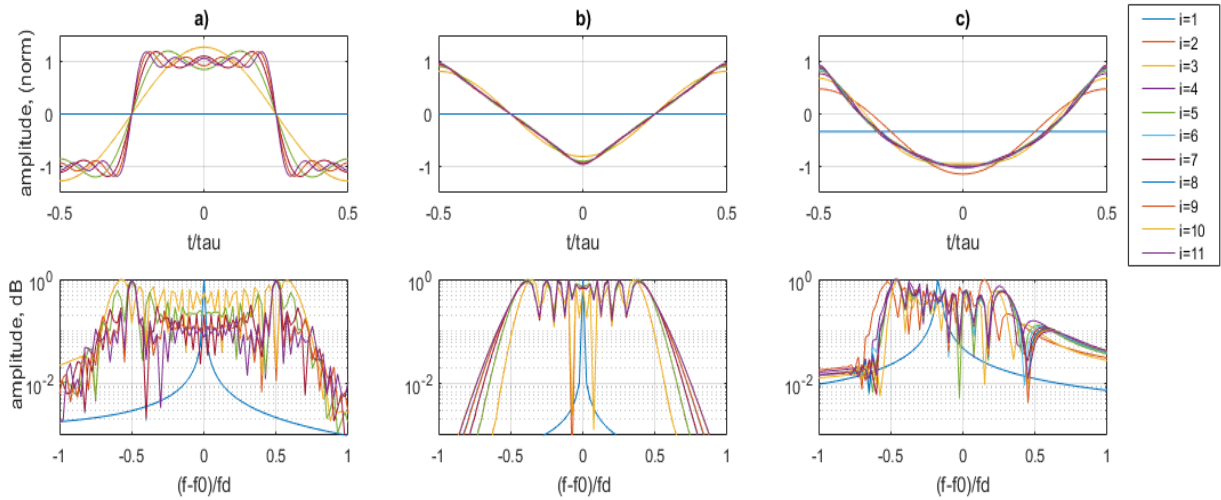 a)
amplitude, (norm)
1
0
-1
-0.5 0 0.5
t/tau
b)
1
0
-1
-0.5 0 0.5
t/tau
c)
1
0
-1
-0.5 0 0.5
t/tau
i=1
i=2
i=3
i=4
i=5
i=6
i=7
i=8
i=9
i=10
i=11
amplitude, dB
10^0
10^-2
-1 -0.5 0 0.5 1
(f-f0)/fd
10^0
10^-2
-1 -0.5 0 0.5 1
(f-f0)/fd
10^0
10^-2
-1 -0.5 0 0.5 1
(f-f0)/fd